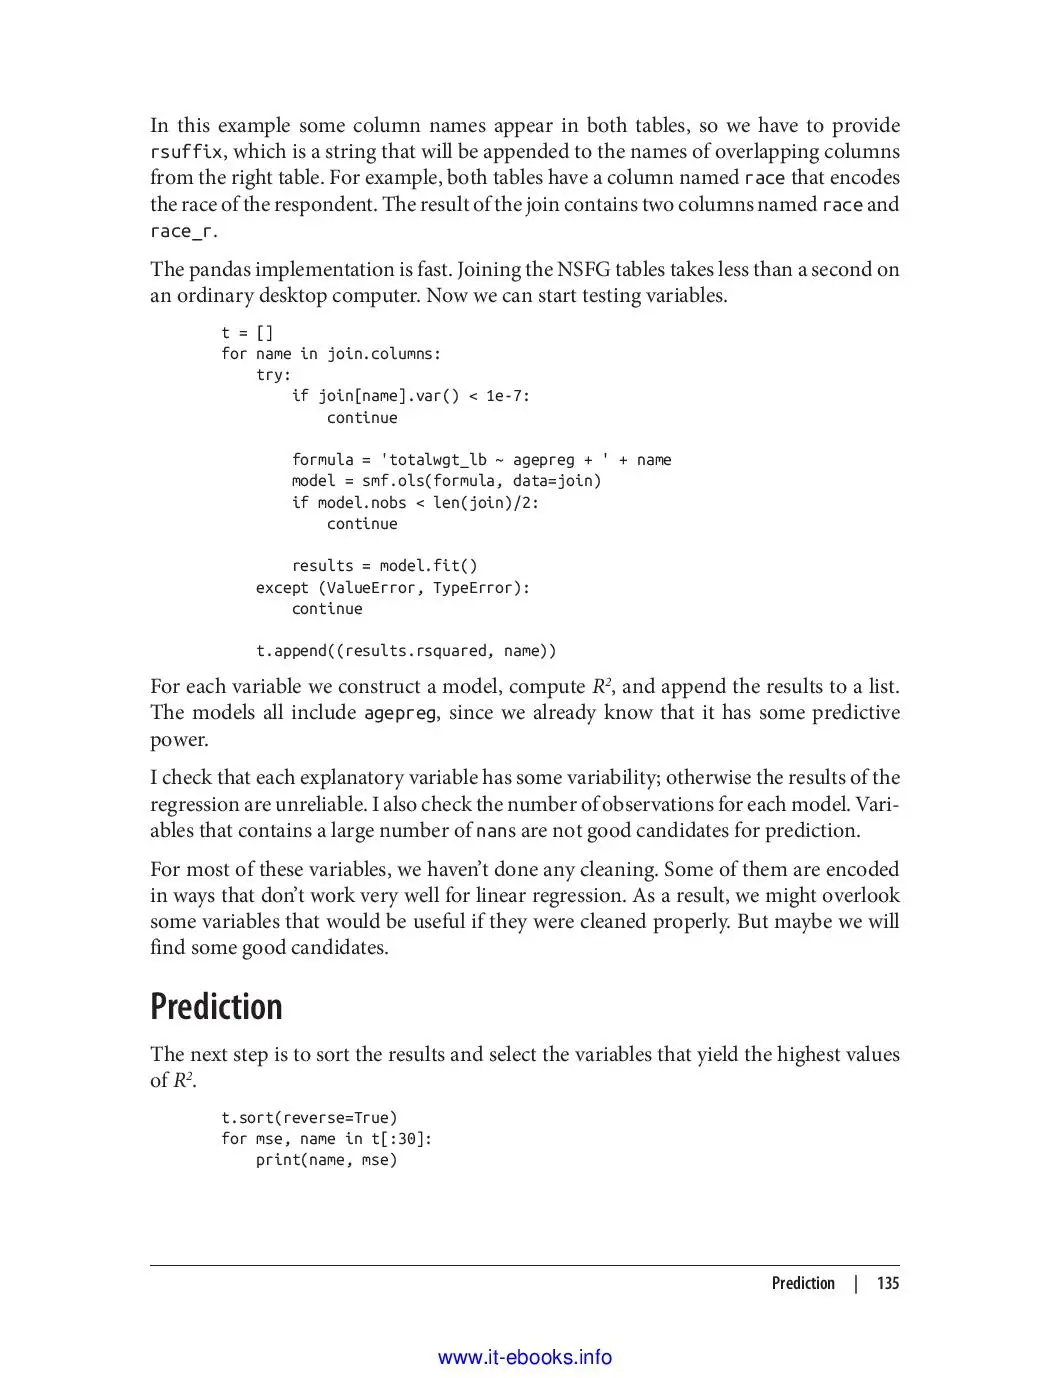 In this example some column names appear in both tables, so we have to provide
rsuffix, which is a string that will be appended to the names of overlapping columns
from the right table. For example, both tables have a column named race that encodes
the race of the respondent. The result of the join contains two columns named race and
race_r.
The pandas implementation is fast. Joining the NSFG tables takes less than a second on
an ordinary desktop computer. Now we can start testing variables.
t = []
for name in join.columns:
    try:
        if join[name].var() < 1e-7:
            continue

        formula = 'totalwgt_lb ~ agepreg + ' + name
        model = smf.ols(formula, data=join)
        if model.nobs < len(join)/2:
            continue

        results = model.fit()
    except (ValueError, TypeError):
        continue

    t.append((results.rsquared, name))
For each variable we construct a model, compute R², and append the results to a list.
The models all include agepreg, since we already know that it has some predictive
power.
I check that each explanatory variable has some variability; otherwise the results of the
regression are unreliable. I also check the number of observations for each model. Vari-
ables that contains a large number of nans are not good candidates for prediction.
For most of these variables, we haven’t done any cleaning. Some of them are encoded
in ways that don’t work very well for linear regression. As a result, we might overlook
some variables that would be useful if they were cleaned properly. But maybe we will
find some good candidates.
Prediction
The next step is to sort the results and select the variables that yield the highest values
of R².
t.sort(reverse=True)
for mse, name in t[:30]:
    print(name, mse)
Prediction | 135
www.it-ebooks.info